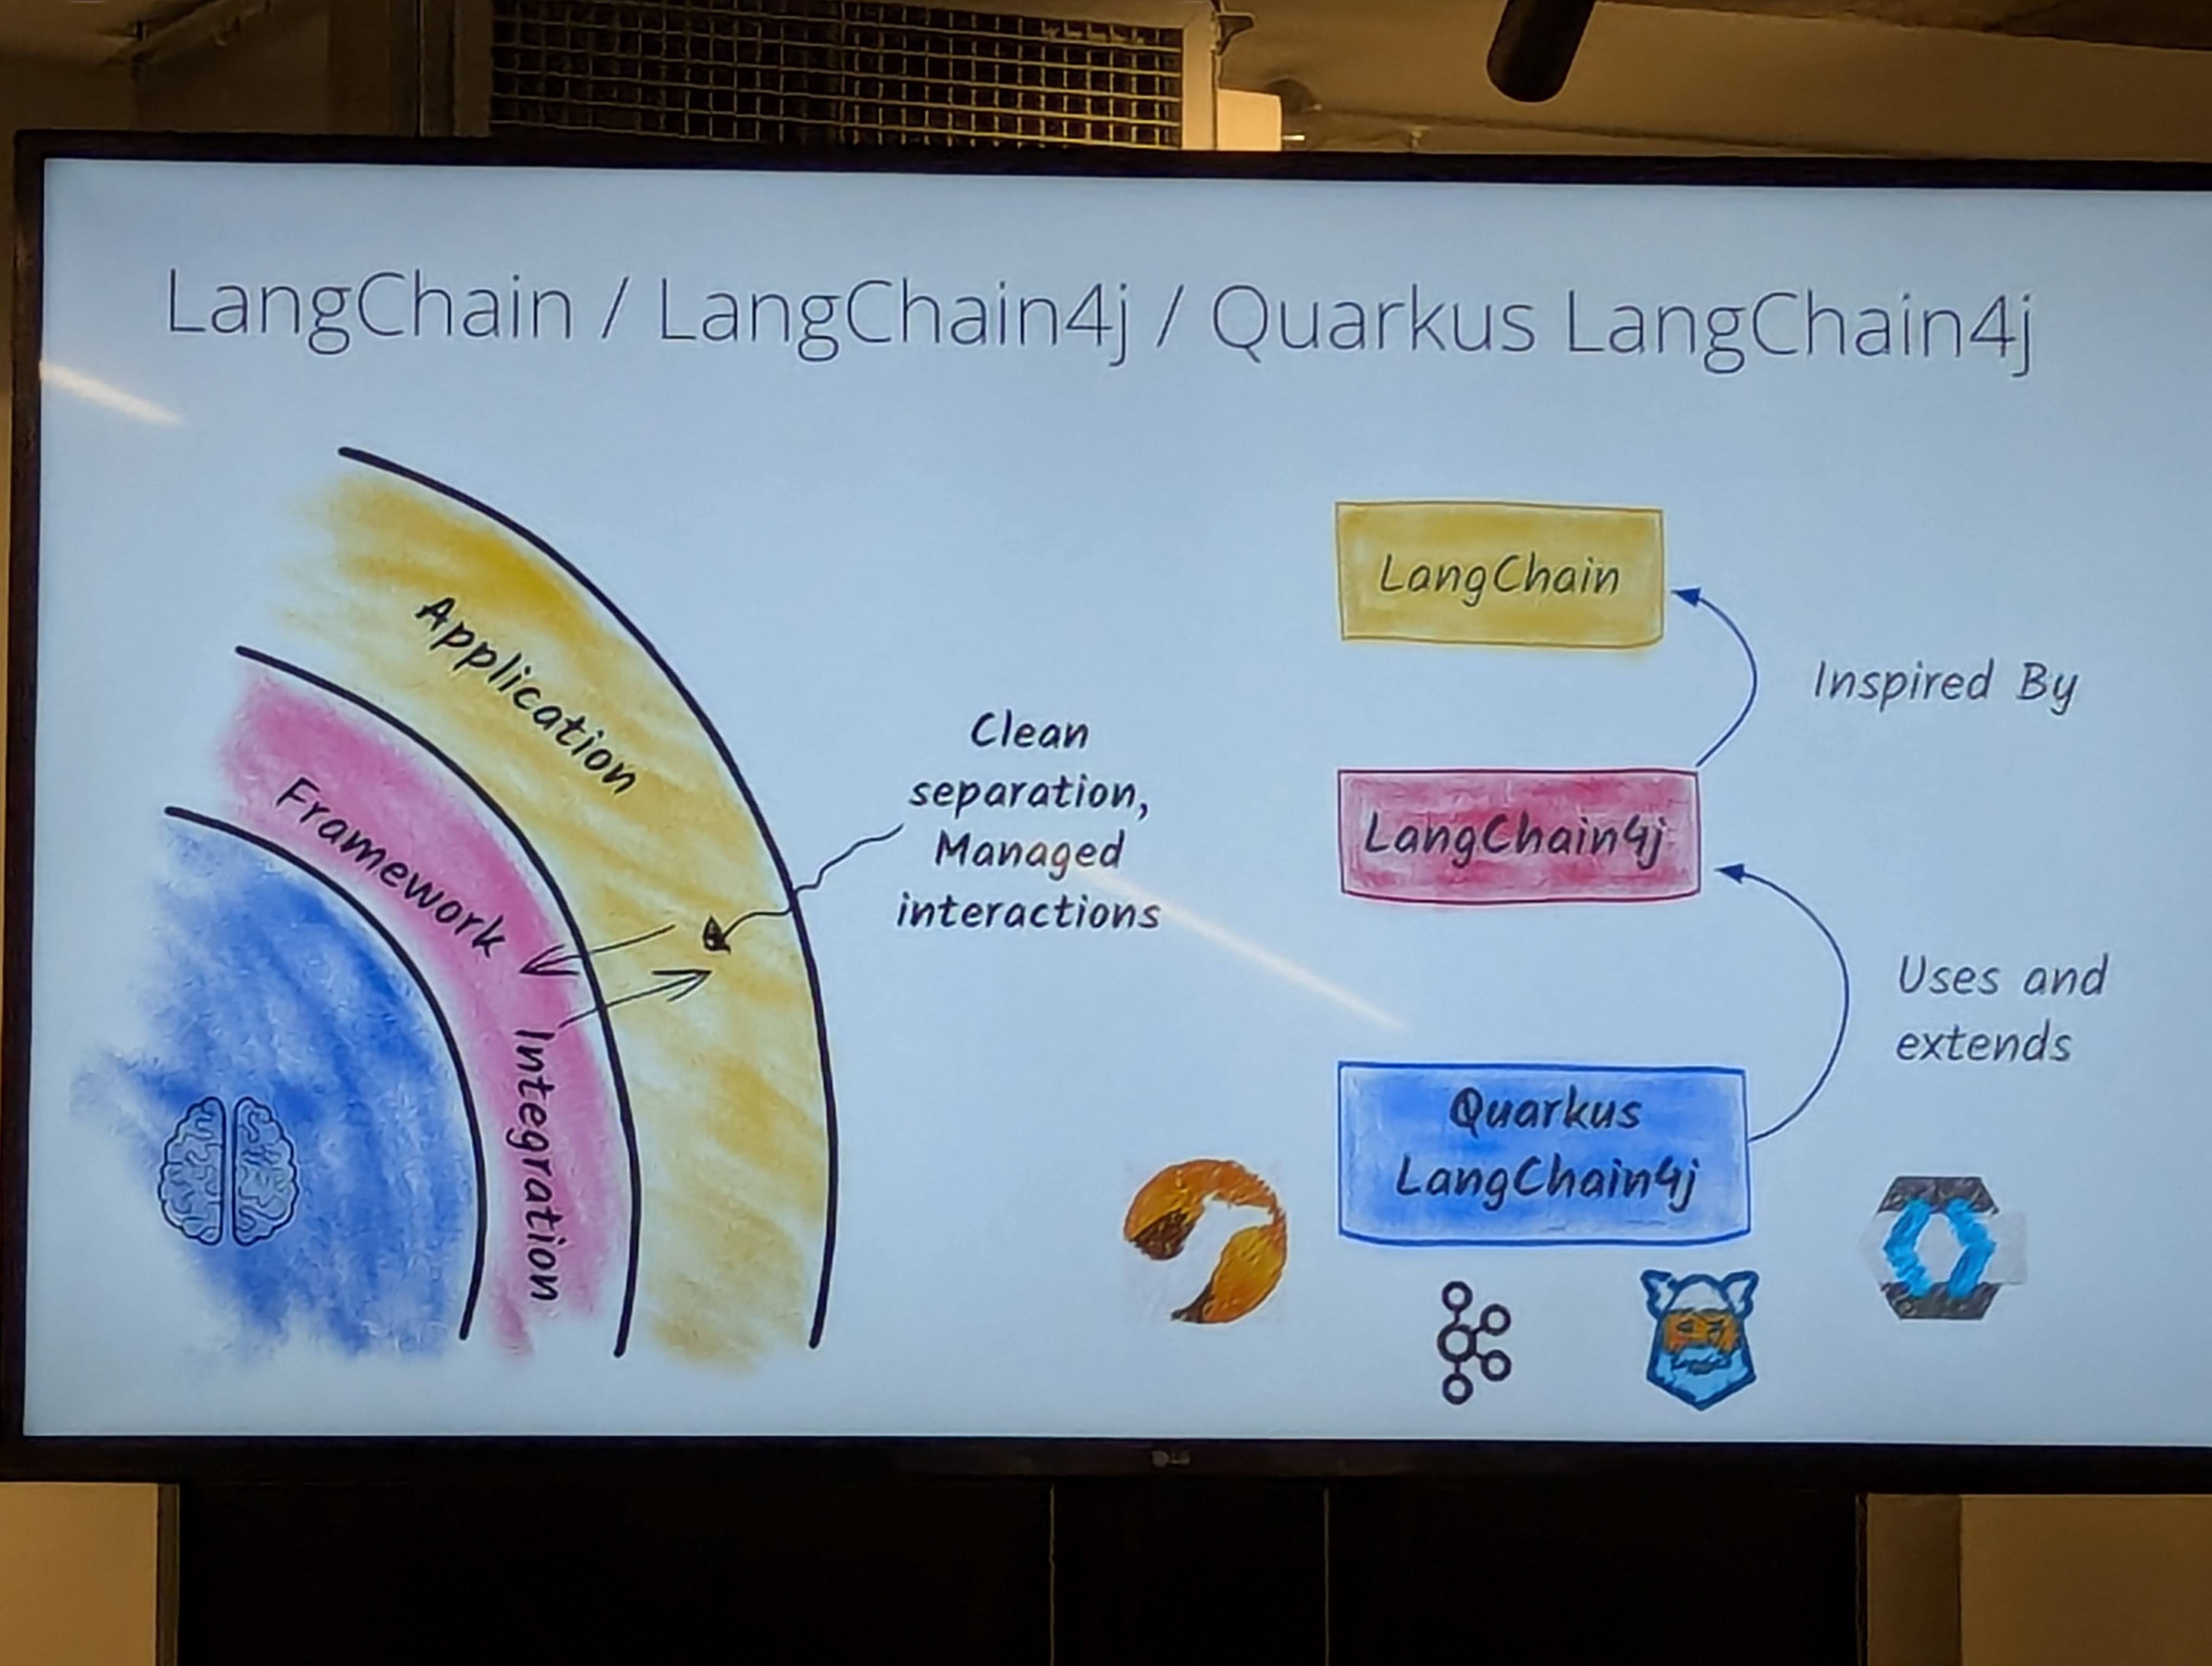 LangChain / LangChain4j / Quarkus LangChain4j
Application
Framework
Integration
Clean
separation,
Managed
interactions
LangChain
Inspired By
LangChain4j
Uses and
extends
Quarkus
LangChain4j
LG